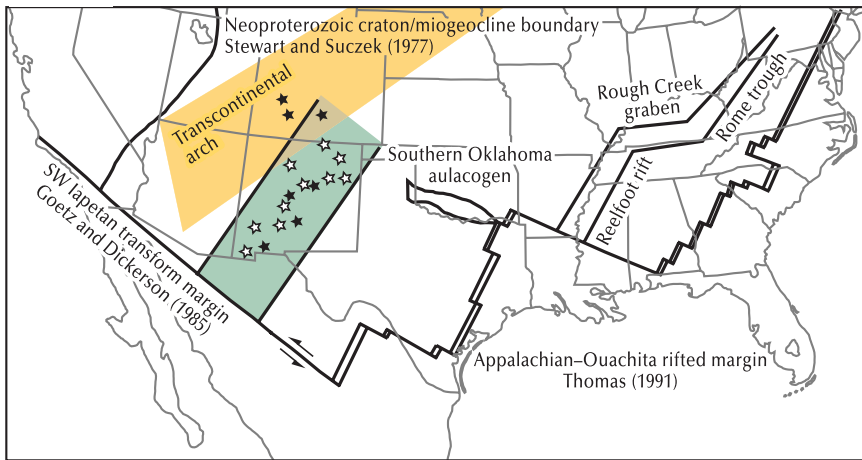 Neoproterozoic craton/miogeocline boundary
Stewart and Suczek (1977)
Transcontinental
arch
Rough Creek
graben
Rome trough
Southern Oklahoma
aulacogen
Reelfoot rift
SW Iapetan transform margin
Goetz and Dickerson (1985)
Appalachian–Ouachita rifted margin
Thomas (1991)